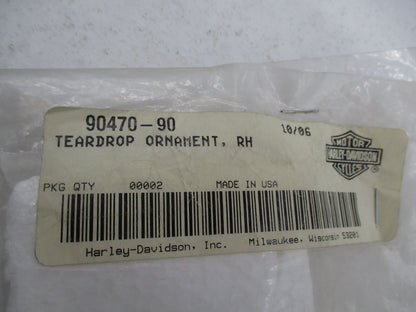 90470-90
10/06
TEARDROP ORNAMENT, RH
MOTOR
HARLEY-DAVIDSON
CYCLES
PKG QTY 00002 MADE IN USA
Harley-Davidson, Inc. Milwaukee, Wisconsin 53201